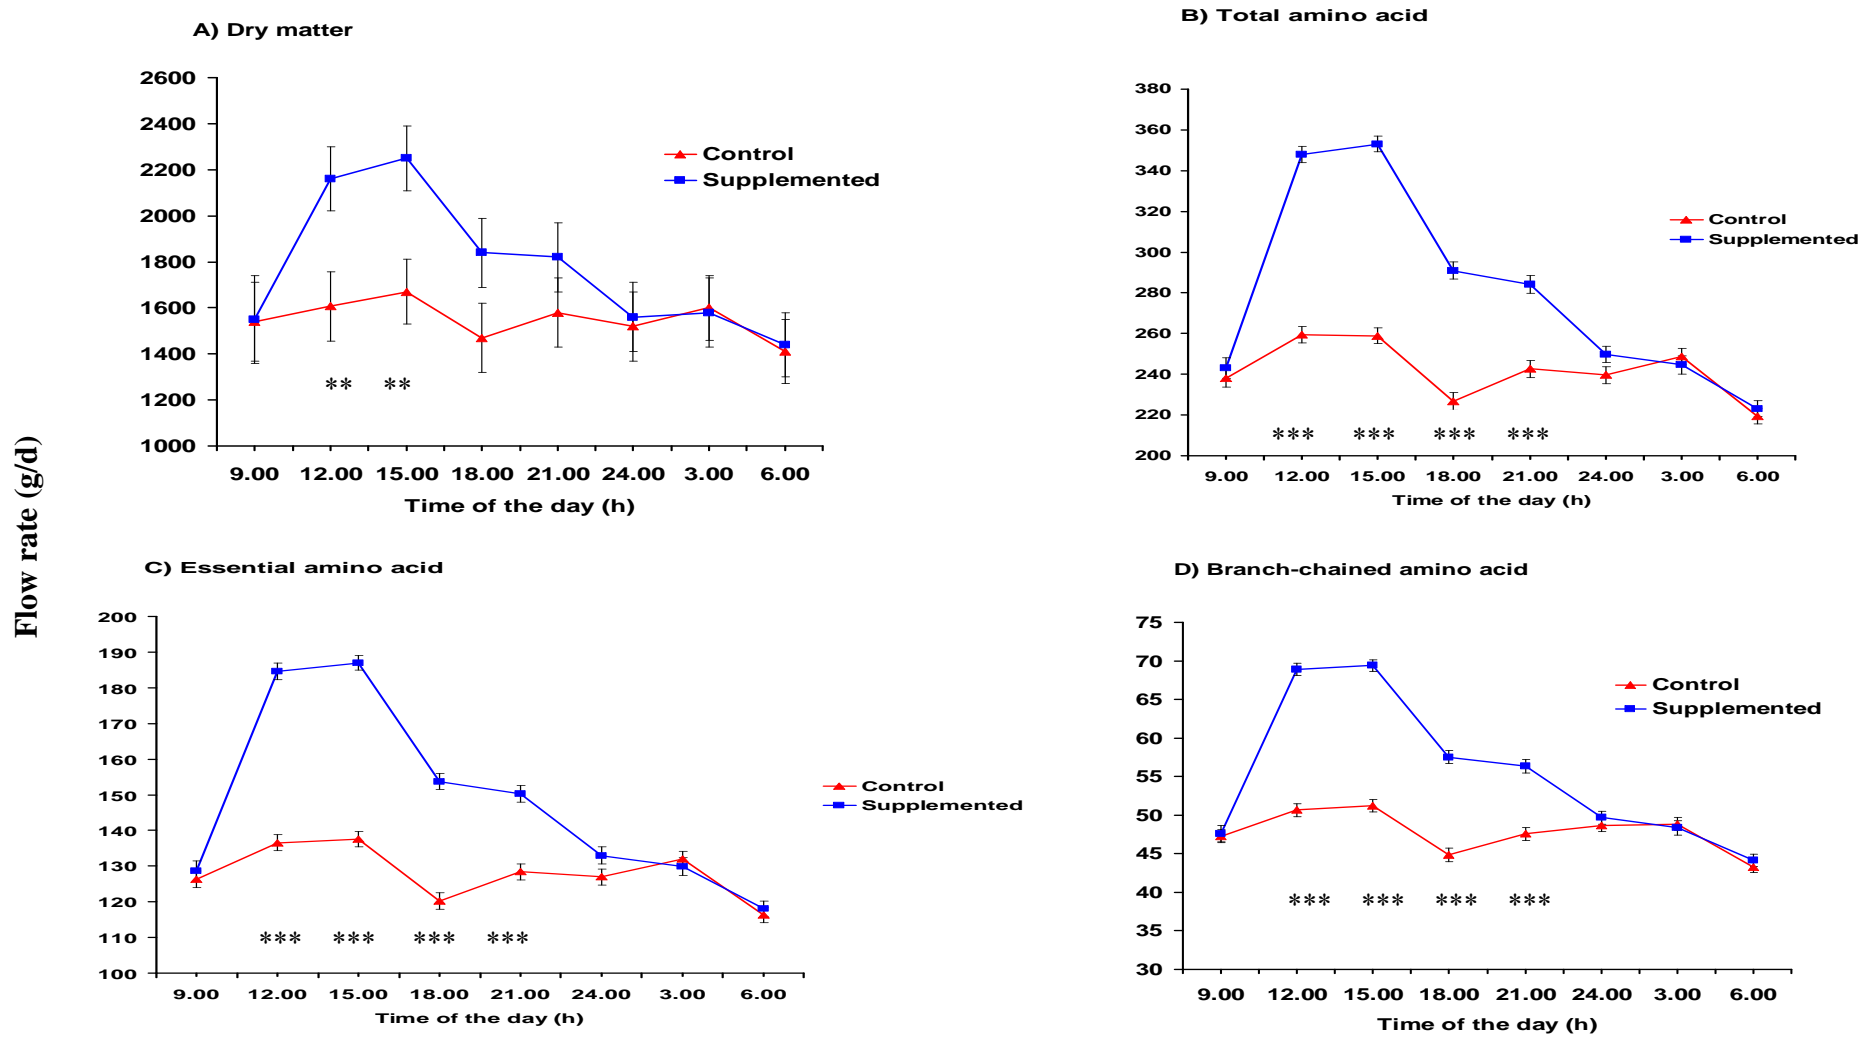 A) Dry matter
2600
2400
2200
2000
1800
1600
1400
1200
1000
Control
Supplemented
** **
9.00 12.00 15.00 18.00 21.00 24.00 3.00 6.00
Time of the day (h)
B) Total amino acid
380
360
340
320
300
280
260
240
220
200
Control
Supplemented
*** *** *** ***
9.00 12.00 15.00 18.00 21.00 24.00 3.00 6.00
Time of the day (h)
Flow rate (g/d)
C) Essential amino acid
200
190
180
170
160
150
140
130
120
110
100
Control
Supplemented
*** *** *** ***
9.00 12.00 15.00 18.00 21.00 24.00 3.00 6.00
Time of the day (h)
D) Branch-chained amino acid
75
70
65
60
55
50
45
40
35
30
Control
Supplemented
*** *** *** ***
9.00 12.00 15.00 18.00 21.00 24.00 3.00 6.00
Time of the day (h)